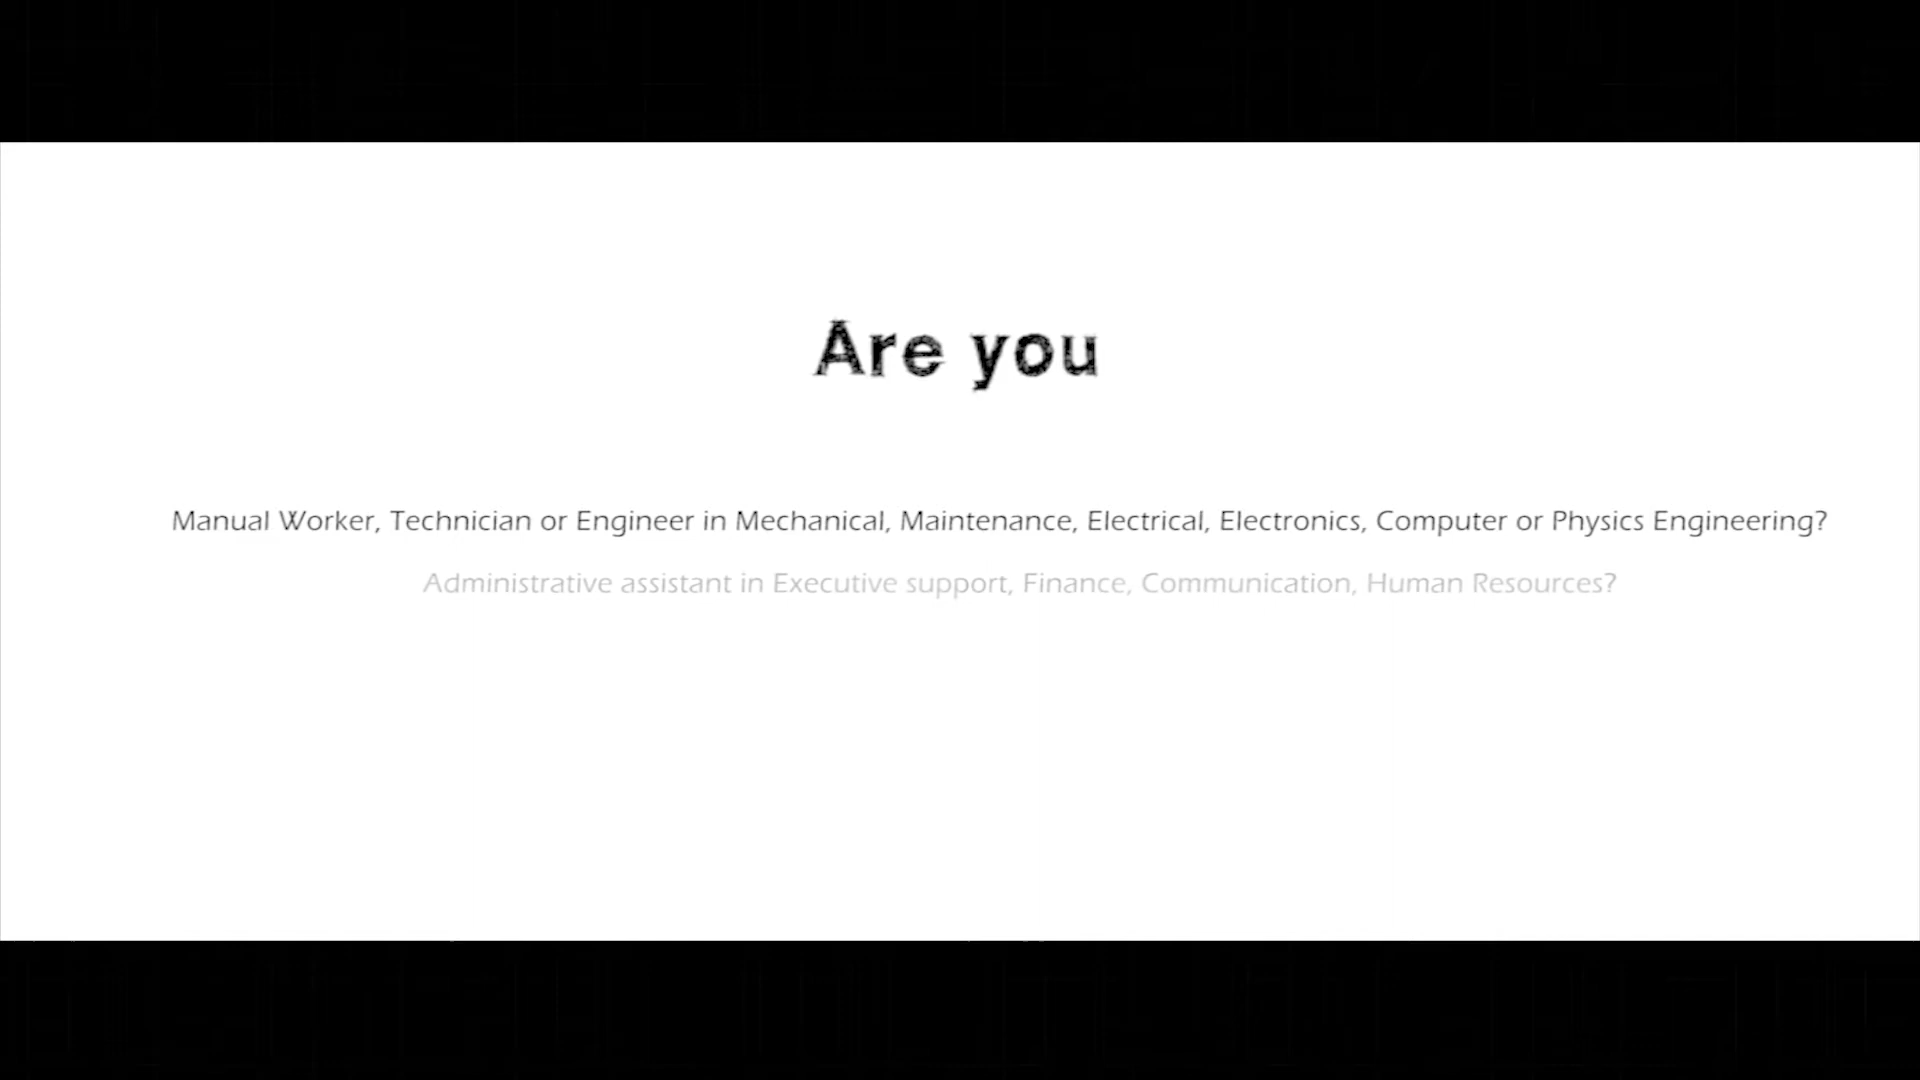 Are you
Manual Worker, Technician or Engineer in Mechanical, Maintenance, Electrical, Electronics, Computer or Physics Engineering?
Administrative assistant in Executive support, Finance, Communication, Human Resources?